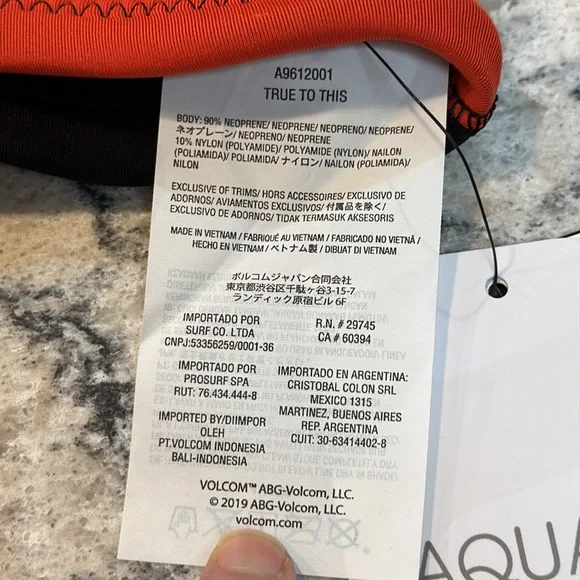 A9612001
TRUE TO THIS
BODY: 90% NEOPRENE/ NEOPRENE/ NEOPRENO/ NEOPRENE/
ネオプレーン/ NEOPRENO/ NEOPRENE
10% NYLON (POLYAMIDE)/ POLYAMIDE (NYLON)/ NAILON
(POLIAMIDA)/ POLIAMIDA/ ナイロン/ NAILON (POLIAMIDA)/
NILON
EXCLUSIVE OF TRIMS/ HORS ACCESSOIRES/ EXCLUSIVO DE
ADORNOS/ AVIAMENTOS EXCLUSIVOS/ 付属品を除く/
EXCLUSIVO DE ADORNOS/ TIDAK TERMASUK AKSESORIS
MADE IN VIETNAM / FABRIQUÉ AU VIETNAM / FABRICADO NO VIETNÃ /
HECHO EN VIETNAM / ベトナム製 / DIBUAT DI VIETNAM
ボルコムジャパン合同会社
東京都渋谷区千駄ヶ谷3-15-7
ランディック原宿ビル 6F
IMPORTADO POR
SURF CO. LTDA
CNPJ:53356259/0001-36
R.N. # 29745
CA # 60394
IMPORTADO POR
PROSURF SPA
RUT: 76.434.444-8
IMPORTADO EN ARGENTINA:
CRISTOBAL COLON SRL
MEXICO 1315
MARTINEZ, BUENOS AIRES
REP. ARGENTINA
CUIT: 30-63414402-8
IMPORTED BY/DIIMPOR
OLEH
PT.VOLCOM INDONESIA
BALI-INDONESIA
VOLCOM™ ABG-Volcom, LLC.
© 2019 ABG-Volcom, LLC.
volcom.com
AQUA